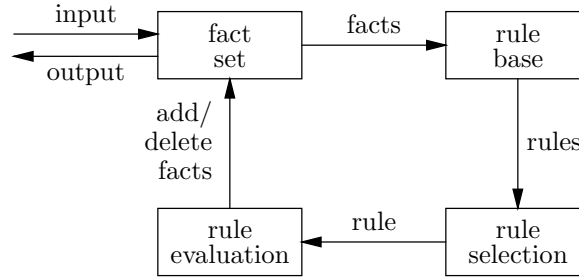 input
output
fact
set
facts
rule
base
add/
delete
facts
rules
rule
evaluation
rule
rule
selection